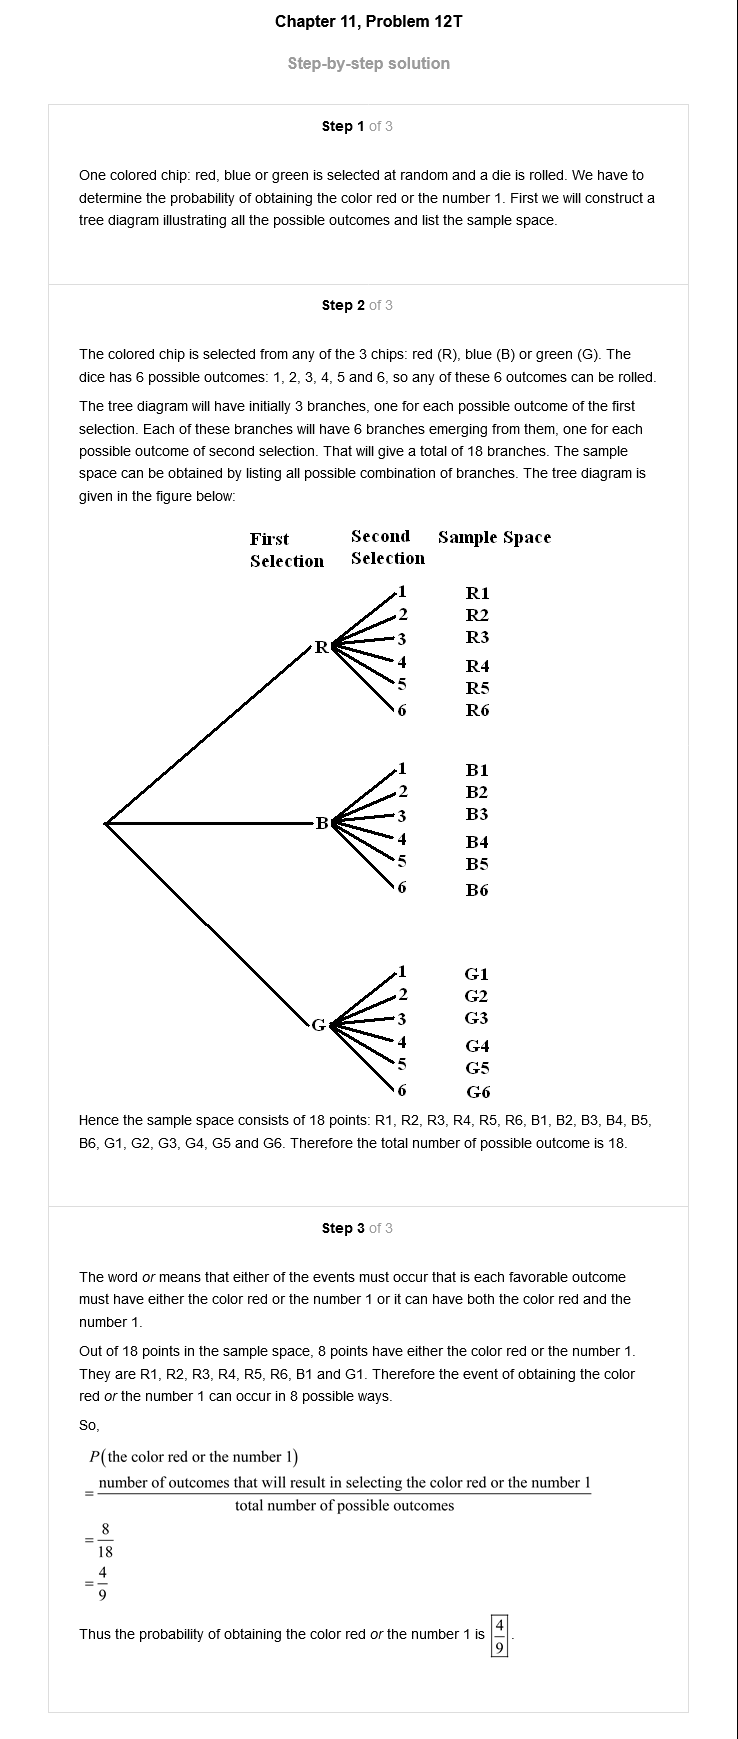 Chapter 11, Problem 12T
Step-by-step solution
Step 1 of 3
One colored chip: red, blue or green is selected at random and a die is rolled. We have to
determine the probability of obtaining the color red or the number 1. First we will construct a
tree diagram illustrating all the possible outcomes and list the sample space.
Step 2 of 3
The colored chip is selected from any of the 3 chips: red (R), blue (B) or green (G). The
dice has 6 possible outcomes: 1, 2, 3, 4, 5 and 6, so any of these 6 outcomes can be rolled.
The tree diagram will have initially 3 branches, one for each possible outcome of the first
selection. Each of these branches will have 6 branches emerging from them, one for each
possible outcome of second selection. That will give a total of 18 branches. The sample
space can be obtained by listing all possible combination of branches. The tree diagram is
given in the figure below:
First Second Sample Space
Selection Selection
1 R1
2 R2
R 3 R3
4 R4
5 R5
6 R6
1 B1
2 B2
B 3 B3
4 B4
5 B5
6 B6
1 G1
2 G2
G 3 G3
4 G4
5 G5
6 G6
Hence the sample space consists of 18 points: R1, R2, R3, R4, R5, R6, B1, B2, B3, B4, B5,
B6, G1, G2, G3, G4, G5 and G6. Therefore the total number of possible outcome is 18.
Step 3 of 3
The word or means that either of the events must occur that is each favorable outcome
must have either the color red or the number 1 or it can have both the color red and the
number 1.
Out of 18 points in the sample space, 8 points have either the color red or the number 1.
They are R1, R2, R3, R4, R5, R6, B1 and G1. Therefore the event of obtaining the color
red or the number 1 can occur in 8 possible ways.
So,
P(the color red or the number 1)
= number of outcomes that will result in selecting the color red or the number 1
total number of possible outcomes
= 8
18
= 4
9
Thus the probability of obtaining the color red or the number 1 is 4/9.